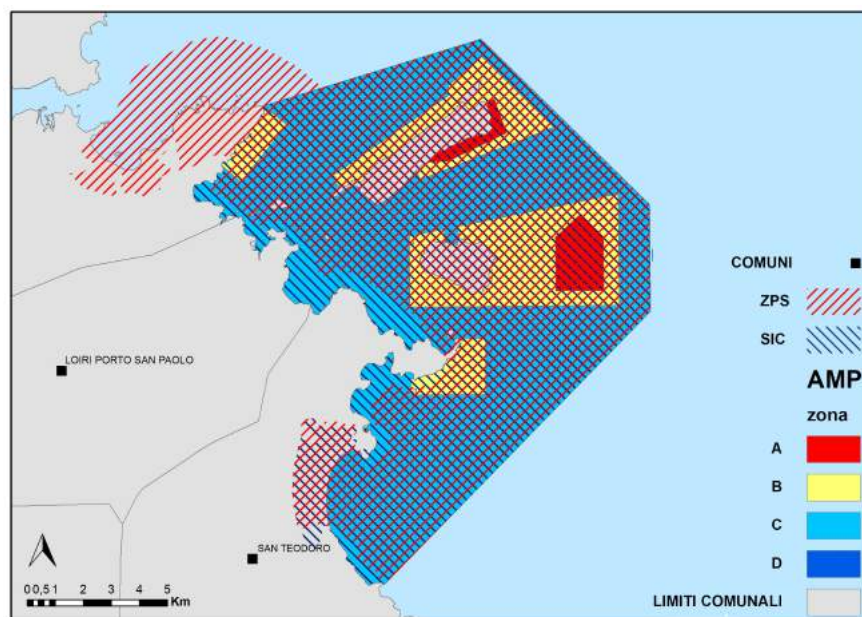 COMUNI
ZPS
SIC
AMP
zona
A
B
C
D
LIMITI COMUNALI
LOIRI PORTO SAN PAOLO
SAN TEODORO
0 0,5 1 2 3 4 5
Km